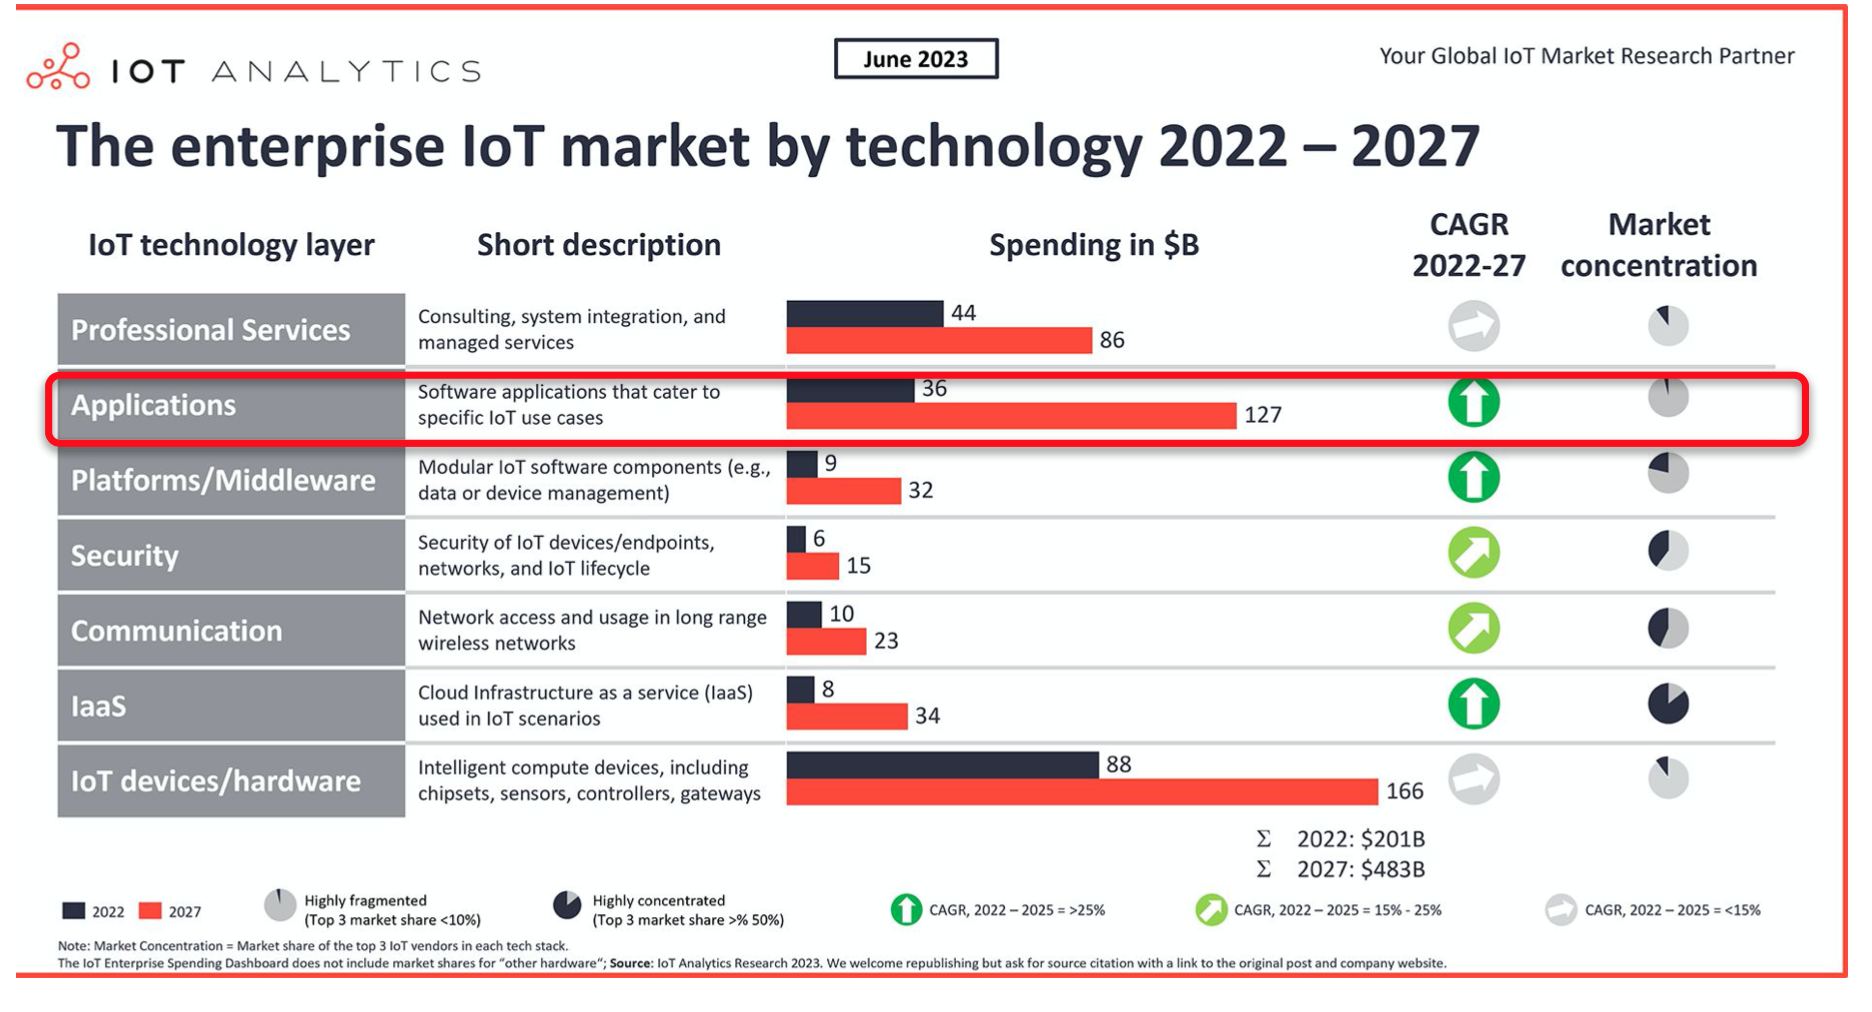 IOT ANALYTICS
June 2023
Your Global IoT Market Research Partner
The enterprise IoT market by technology 2022 – 2027
IoT technology layer
Short description
Spending in $B
CAGR
2022-27
Market
concentration
Professional Services
Consulting, system integration, and
managed services
44
86
Applications
Software applications that cater to
specific IoT use cases
36
127
Platforms/Middleware
Modular IoT software components (e.g.,
data or device management)
9
32
Security
Security of IoT devices/endpoints,
networks, and IoT lifecycle
6
15
Communication
Network access and usage in long range
wireless networks
10
23
IaaS
Cloud Infrastructure as a service (IaaS)
used in IoT scenarios
8
34
IoT devices/hardware
Intelligent compute devices, including
chipsets, sensors, controllers, gateways
88
166
Σ 2022: $201B
Σ 2027: $483B
2022
2027
Highly fragmented
(Top 3 market share <10%)
Highly concentrated
(Top 3 market share >% 50%)
CAGR, 2022 – 2025 = >25%
CAGR, 2022 – 2025 = 15% - 25%
CAGR, 2022 – 2025 = <15%
Note: Market Concentration = Market share of the top 3 IoT vendors in each tech stack.
The IoT Enterprise Spending Dashboard does not include market shares for “other hardware“; Source: IoT Analytics Research 2023. We welcome republishing but ask for source citation with a link to the original post and company website.